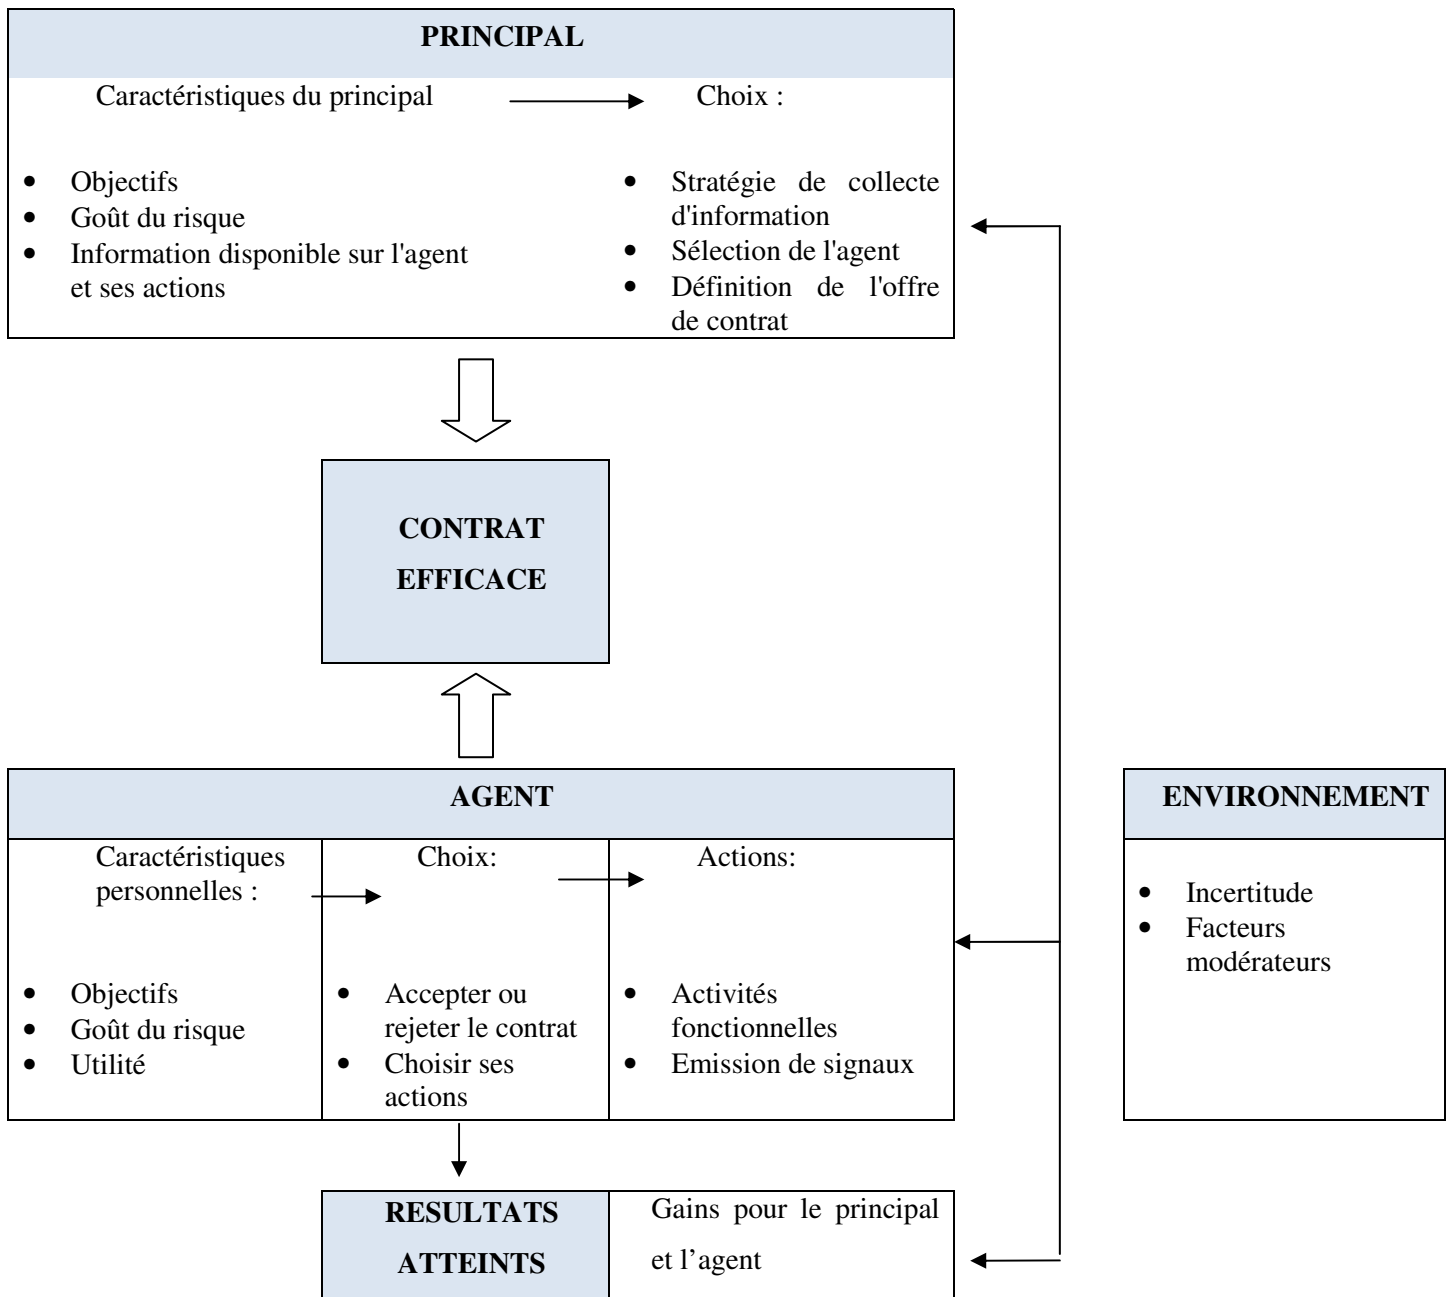 PRINCIPAL
Caractéristiques du principal
Choix :
• Objectifs
• Goût du risque
• Information disponible sur l'agent
et ses actions
• Stratégie de collecte
d'information
• Sélection de l'agent
• Définition de l'offre
de contrat
CONTRAT
EFFICACE
AGENT
Caractéristiques
personnelles :
• Objectifs
• Goût du risque
• Utilité
Choix:
• Accepter ou
rejeter le contrat
• Choisir ses
actions
Actions:
• Activités
fonctionnelles
• Emission de signaux
ENVIRONNEMENT
• Incertitude
• Facteurs
modérateurs
RESULTATS
ATTEINTS
Gains pour le principal
et l’agent